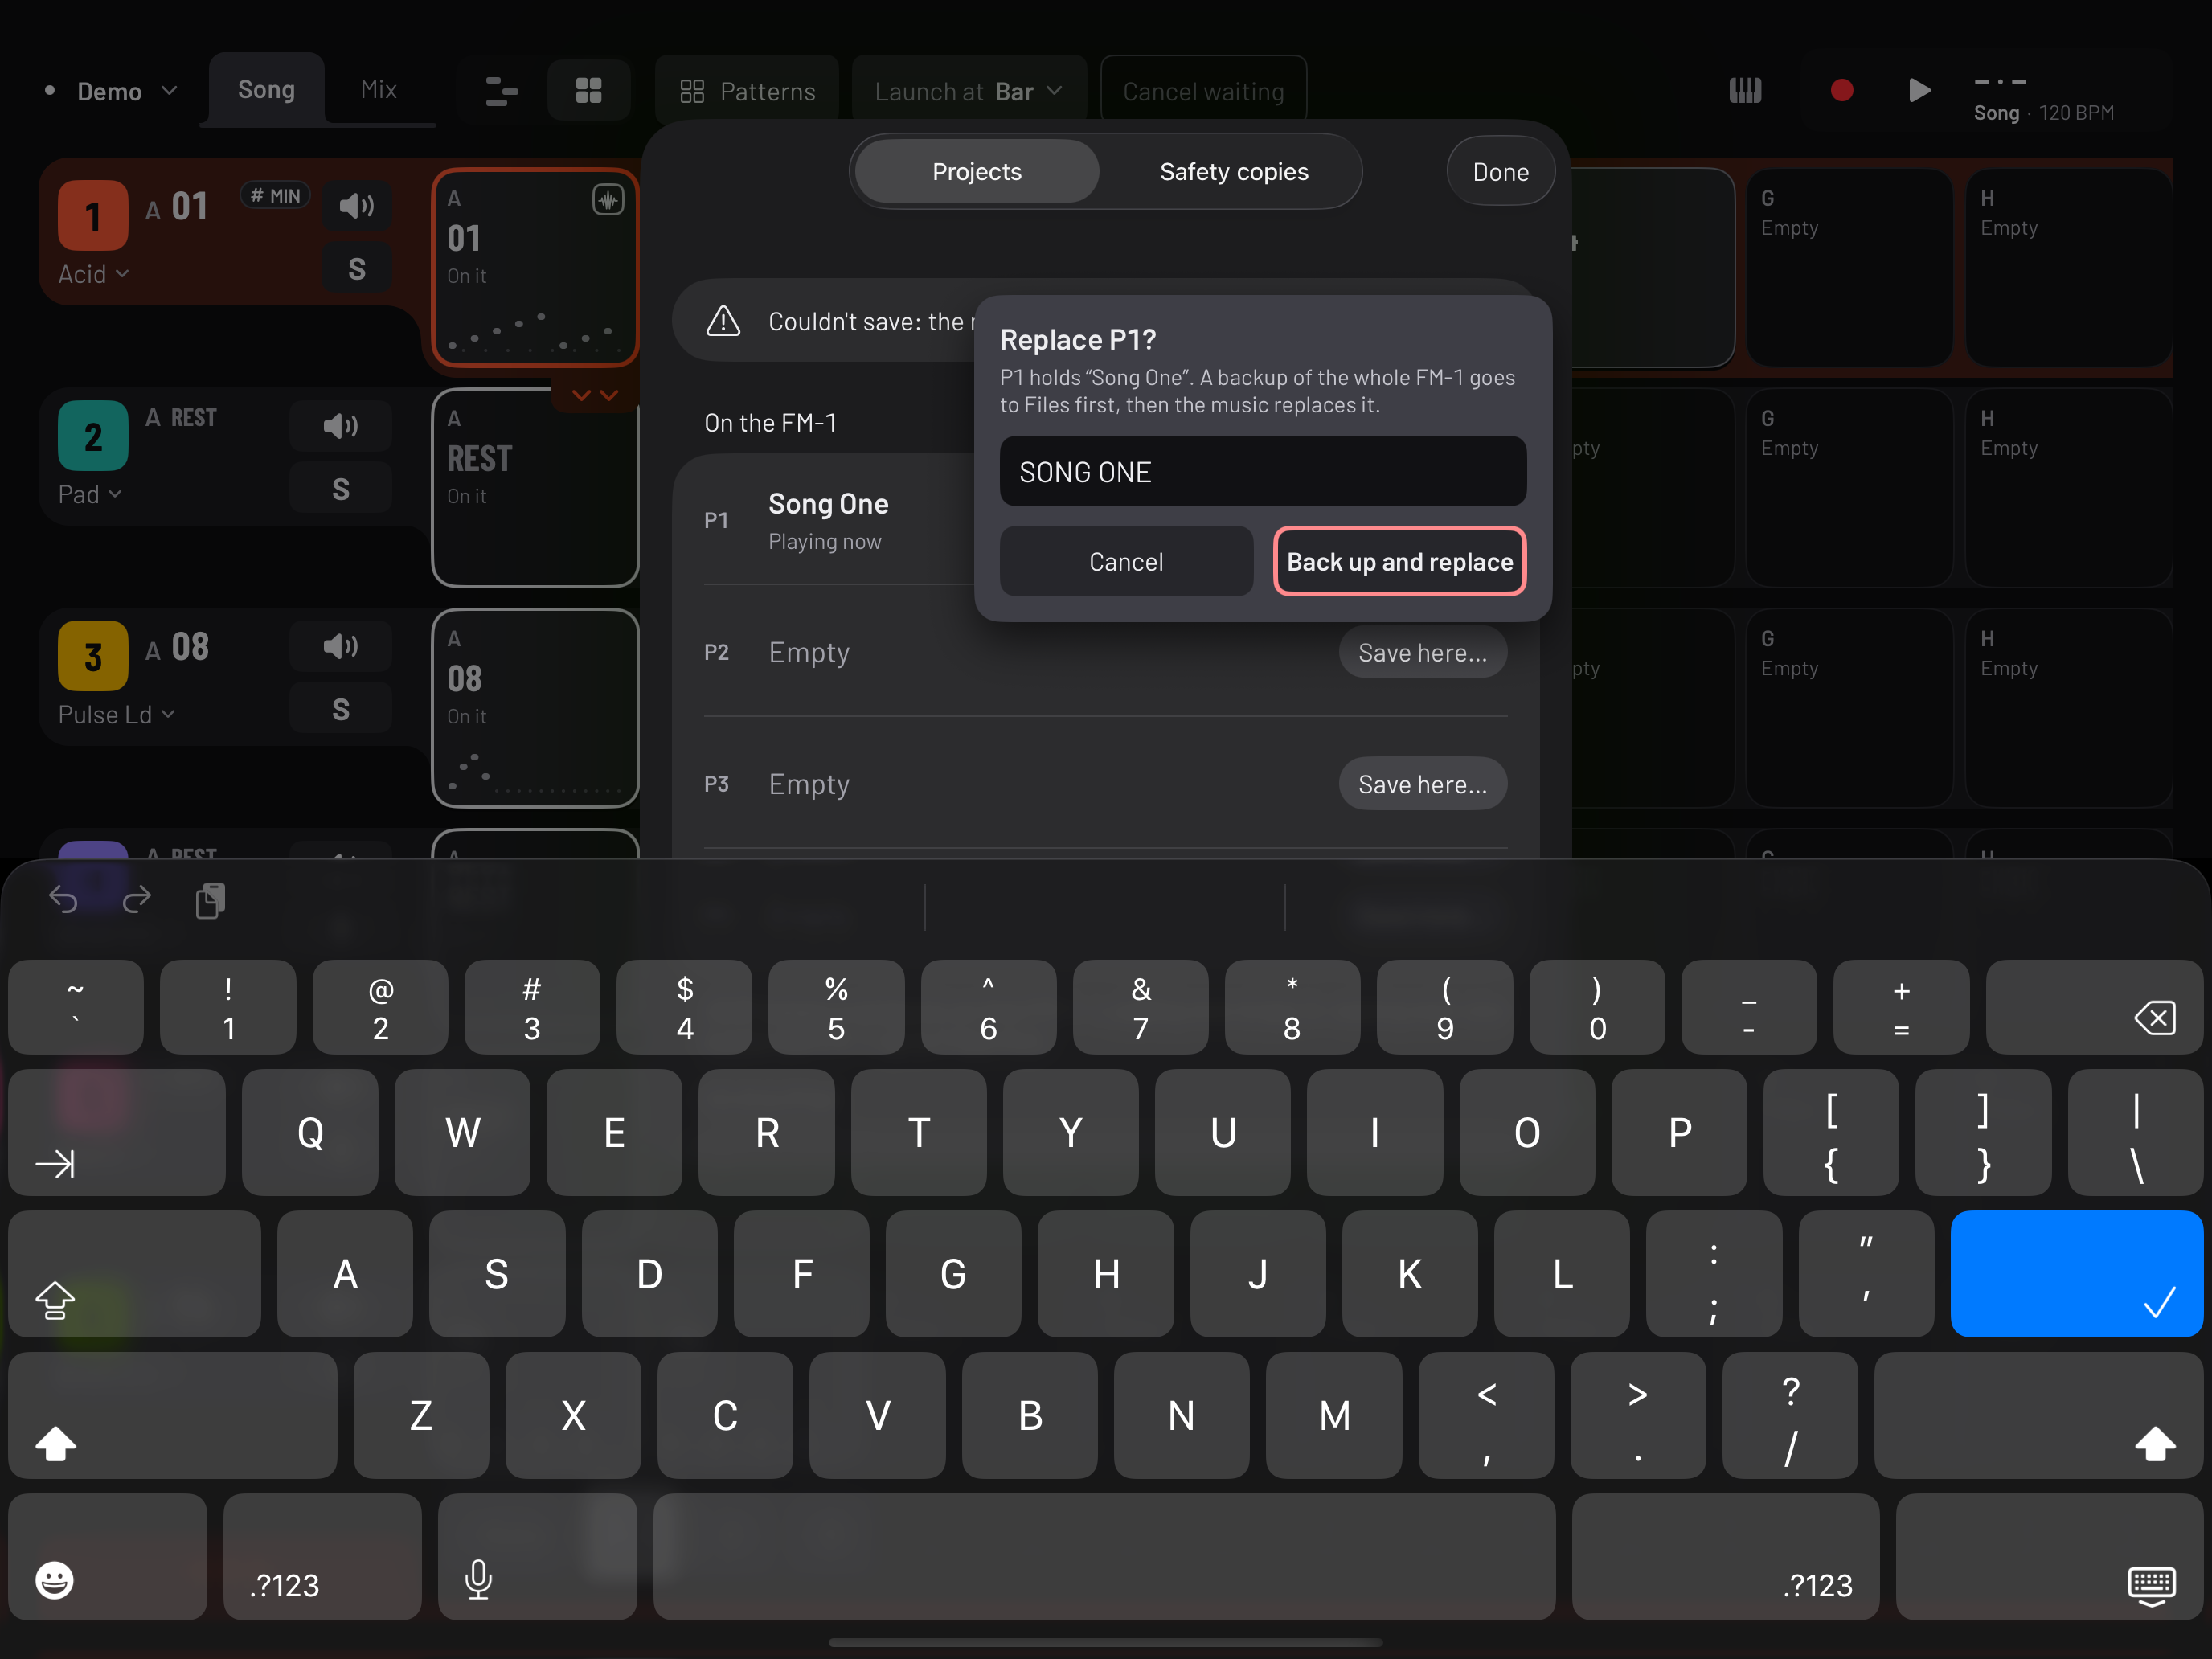 Demo
Song
Mix
Patterns
Launch at Bar
Cancel waiting
Song · 120 BPM
Projects
Safety copies
Done
1
A 01
# MIN
S
Acid
A
01
On it
G
Empty
H
Empty
Couldn't save: the
Replace P1?
P1 holds “Song One”. A backup of the whole FM-1 goes
to Files first, then the music replaces it.
SONG ONE
Cancel
Back up and replace
On the FM-1
P1
Song One
Playing now
2
A REST
S
Pad
A
REST
On it
G
Empty
H
Empty
P2
Empty
Save here...
3
A 08
S
Pulse Ld
A
08
On it
G
Empty
H
Empty
P3
Empty
Save here...
A REST
A
G
H
~ ! @ # $ % ^ & * ( ) _ +
` 1 2 3 4 5 6 7 8 9 0 - =
Q W E R T Y U I O P [ ] |
{ } \
A S D F G H J K L : "
; '
Z X C V B N M < > ?
, . /
.?123
.?123